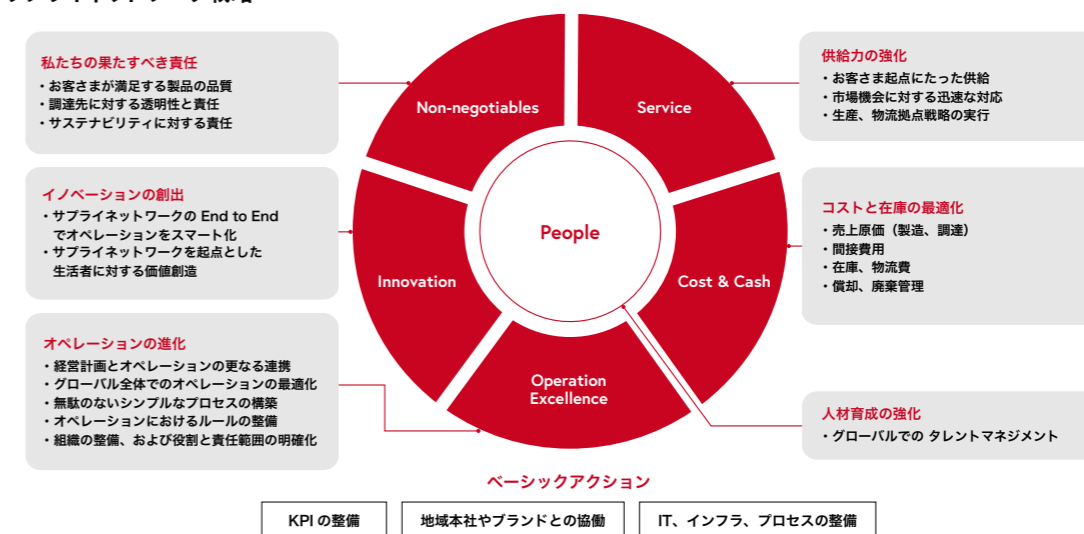 私たちの果たすべき責任
・お客さまが満足する製品の品質
・調達先に対する透明性と責任
・サステナビリティに対する責任
イノベーションの創出
・サプライネットワークの End to End
でオペレーションをスマート化
・サプライネットワークを起点とした
生活者に対する価値創造
オペレーションの進化
・経営計画とオペレーションの更なる連携
・グローバル全体でのオペレーションの最適化
・無駄のないシンプルなプロセスの構築
・オペレーションにおけるルールの整備
・組織の整備、および役割と責任範囲の明確化
Non-negotiables
Service
People
Innovation
Cost & Cash
Operation
Excellence
供給力の強化
・お客さま起点にたった供給
・市場機会に対する迅速な対応
・生産、物流拠点戦略の実行
コストと在庫の最適化
・売上原価（製造、調達）
・間接費用
・在庫、物流費
・償却、廃棄管理
人材育成の強化
・グローバルでの タレントマネジメント
ベーシックアクション
KPI の整備
地域本社やブランドとの協働
IT、インフラ、プロセスの整備